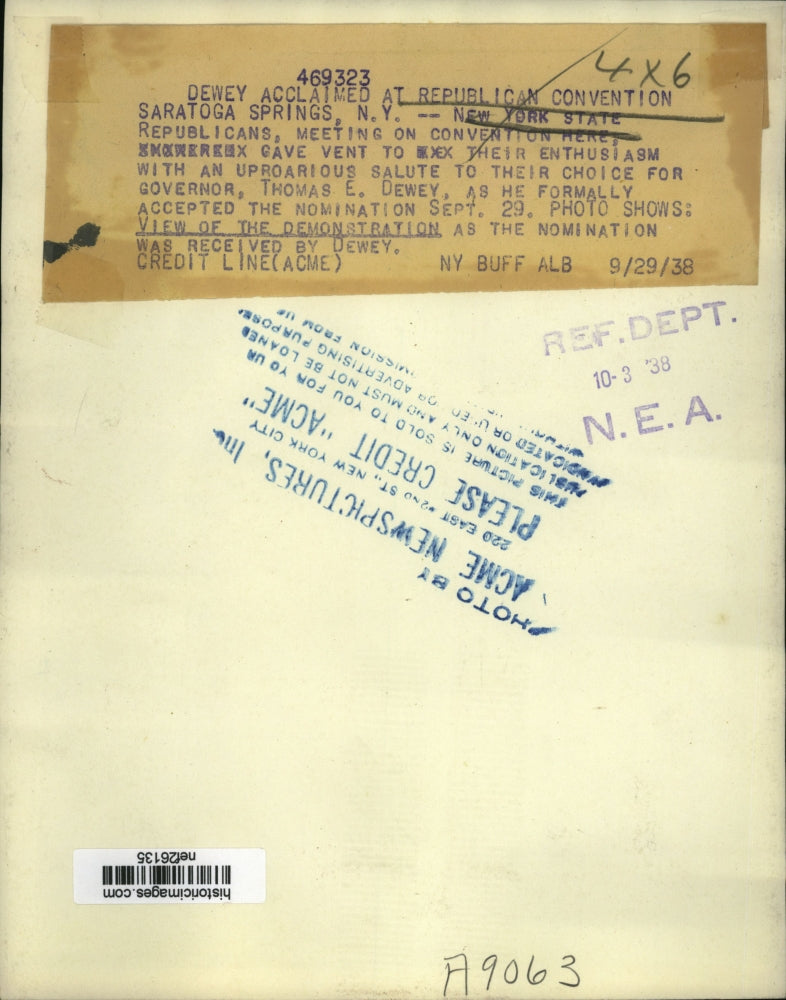 4X6
469323
DEWEY ACCLAIMED AT REPUBLICAN CONVENTION
SARATOGA SPRINGS, N.Y. -- NEW YORK STATE
REPUBLICANS, MEETING ON CONVENTION HERE,
GAVE VENT TO THEIR ENTHUSIASM
WITH AN UPROARIOUS SALUTE TO THEIR CHOICE FOR
GOVERNOR, THOMAS E. DEWEY, AS HE FORMALLY
ACCEPTED THE NOMINATION SEPT. 29. PHOTO SHOWS:
VIEW OF THE DEMONSTRATION AS THE NOMINATION
WAS RECEIVED BY DEWEY.
CREDIT LINE(ACME) NY BUFF ALB 9/29/38
REF. DEPT.
10-3 '38
N. E. A.
PHOTO BY
ACME NEWSPICTURES, Inc
220 EAST 42ND ST., NEW YORK CITY
PLEASE CREDIT "ACME"
THIS PICTURE IS SOLD TO YOU FOR YOUR
PUBLICATION ONLY AND MUST NOT BE LOANED
SYNDICATED OR USED FOR ADVERTISING PURPOSE
MISSION FROM US
historicimages.com
nef26135
A9063